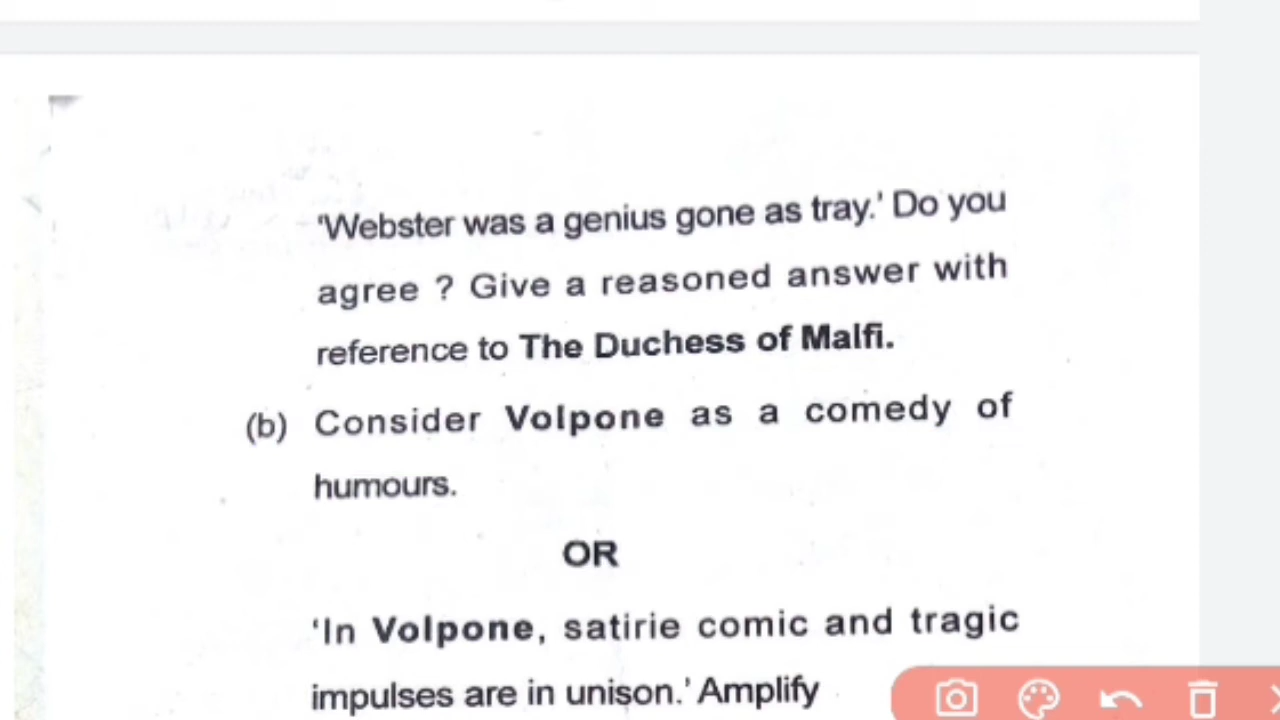 'Webster was a genius gone as tray.' Do you
agree ? Give a reasoned answer with
reference to The Duchess of Malfi.
(b) Consider Volpone as a comedy of
humours.
OR
'In Volpone, satirie comic and tragic
impulses are in unison.' Amplify